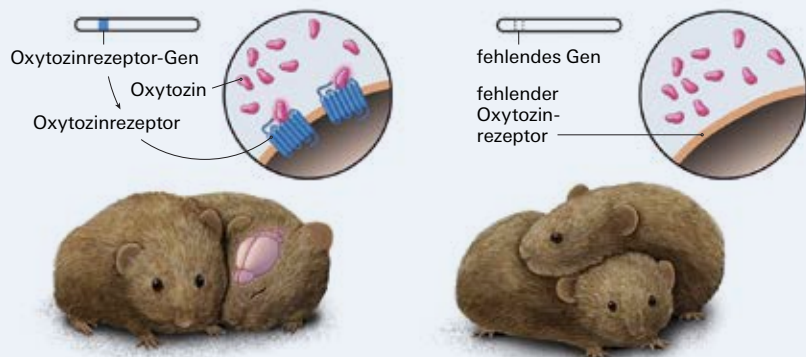 Oxytozinrezeptor-Gen
Oxytozin
Oxytozinrezeptor
fehlendes Gen
fehlender
Oxytozin-
rezeptor